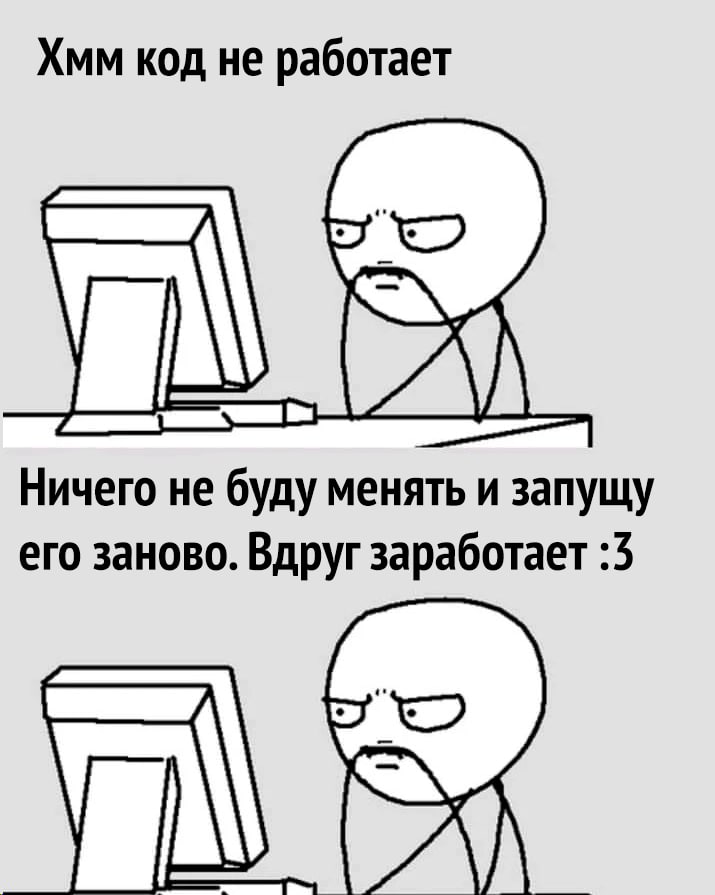 Хмм код не работает
Ничего не буду менять и запущу
его заново. Вдруг заработает :3